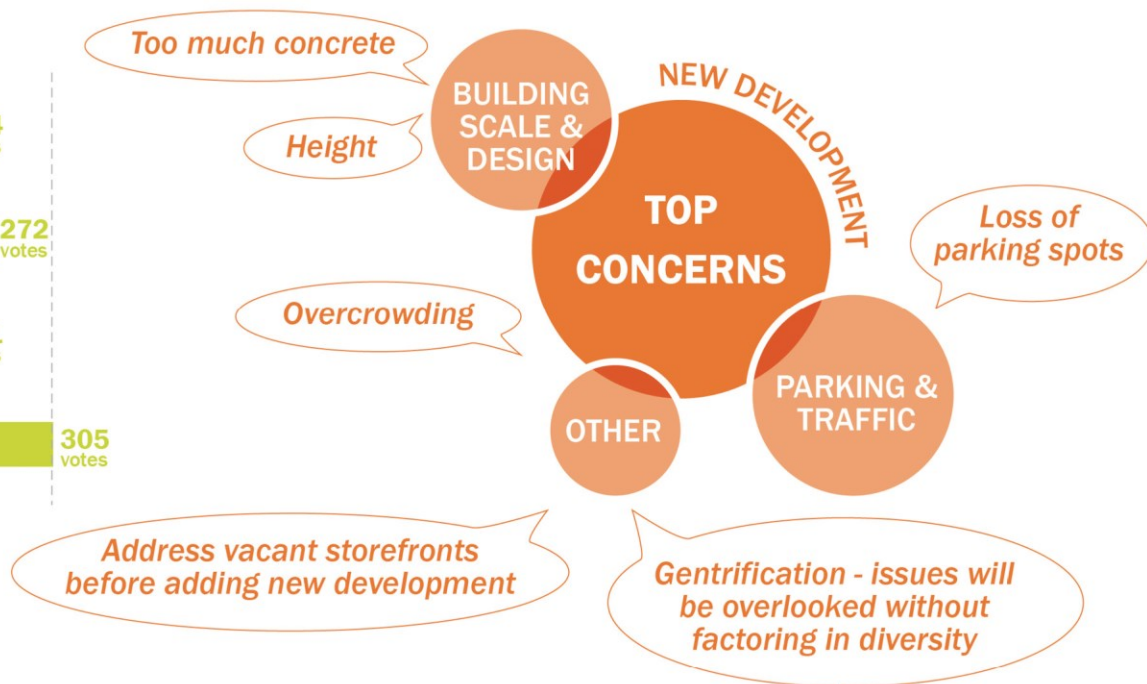 Too much concrete
Height
BUILDING
SCALE &
DESIGN
NEW DEVELOPMENT
TOP
CONCERNS
Loss of
parking spots
272
votes
Overcrowding
PARKING &
TRAFFIC
OTHER
305
votes
Address vacant storefronts
before adding new development
Gentrification - issues will
be overlooked without
factoring in diversity